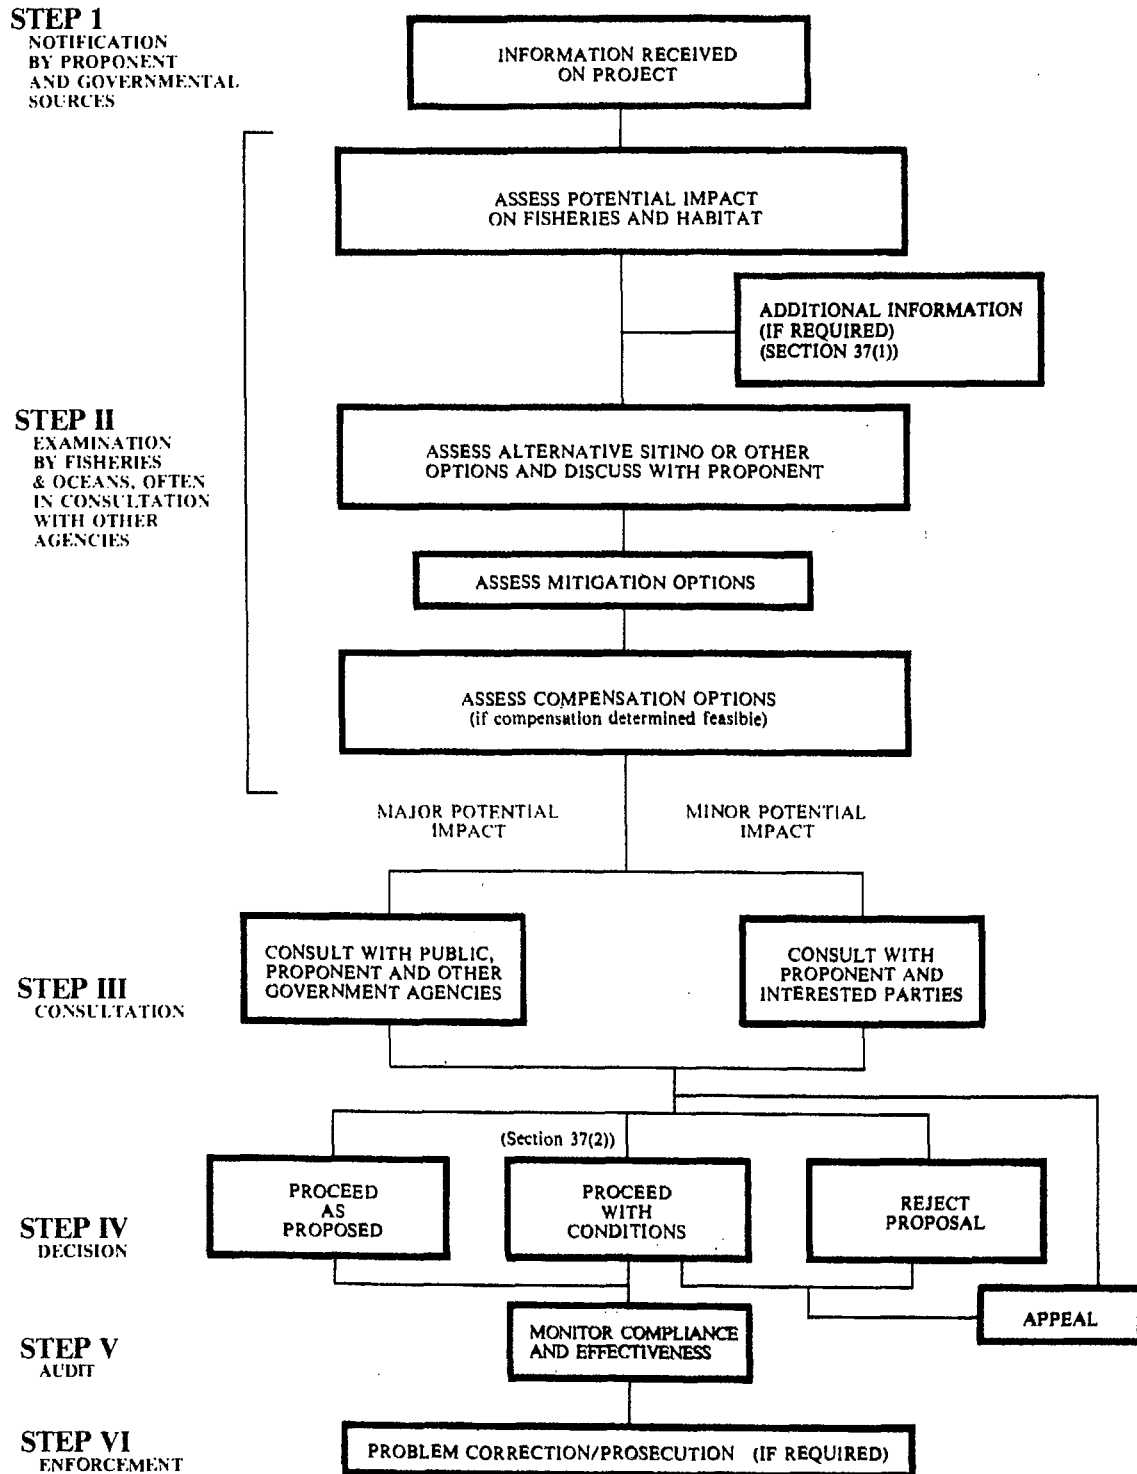 STEP 1
NOTIFICATION
BY PROPONENT
AND GOVERNMENTAL
SOURCES
INFORMATION RECEIVED
ON PROJECT
ASSESS POTENTIAL IMPACT
ON FISHERIES AND HABITAT
ADDITIONAL INFORMATION
(IF REQUIRED)
(SECTION 37(1))
STEP II
EXAMINATION
BY FISHERIES
& OCEANS, OFTEN
IN CONSULTATION
WITH OTHER
AGENCIES
ASSESS ALTERNATIVE SITINO OR OTHER
OPTIONS AND DISCUSS WITH PROPONENT
ASSESS MITIGATION OPTIONS
ASSESS COMPENSATION OPTIONS
(if compensation determined feasible)
MAJOR POTENTIAL
IMPACT
MINOR POTENTIAL
IMPACT
STEP III
CONSULTATION
CONSULT WITH PUBLIC,
PROPONENT AND OTHER
GOVERNMENT AGENCIES
CONSULT WITH
PROPONENT AND
INTERESTED PARTIES
(Section 37(2))
STEP IV
DECISION
PROCEED
AS
PROPOSED
PROCEED
WITH
CONDITIONS
REJECT
PROPOSAL
APPEAL
STEP V
AUDIT
MONITOR COMPLIANCE
AND EFFECTIVENESS
STEP VI
ENFORCEMENT
PROBLEM CORRECTION/PROSECUTION (IF REQUIRED)